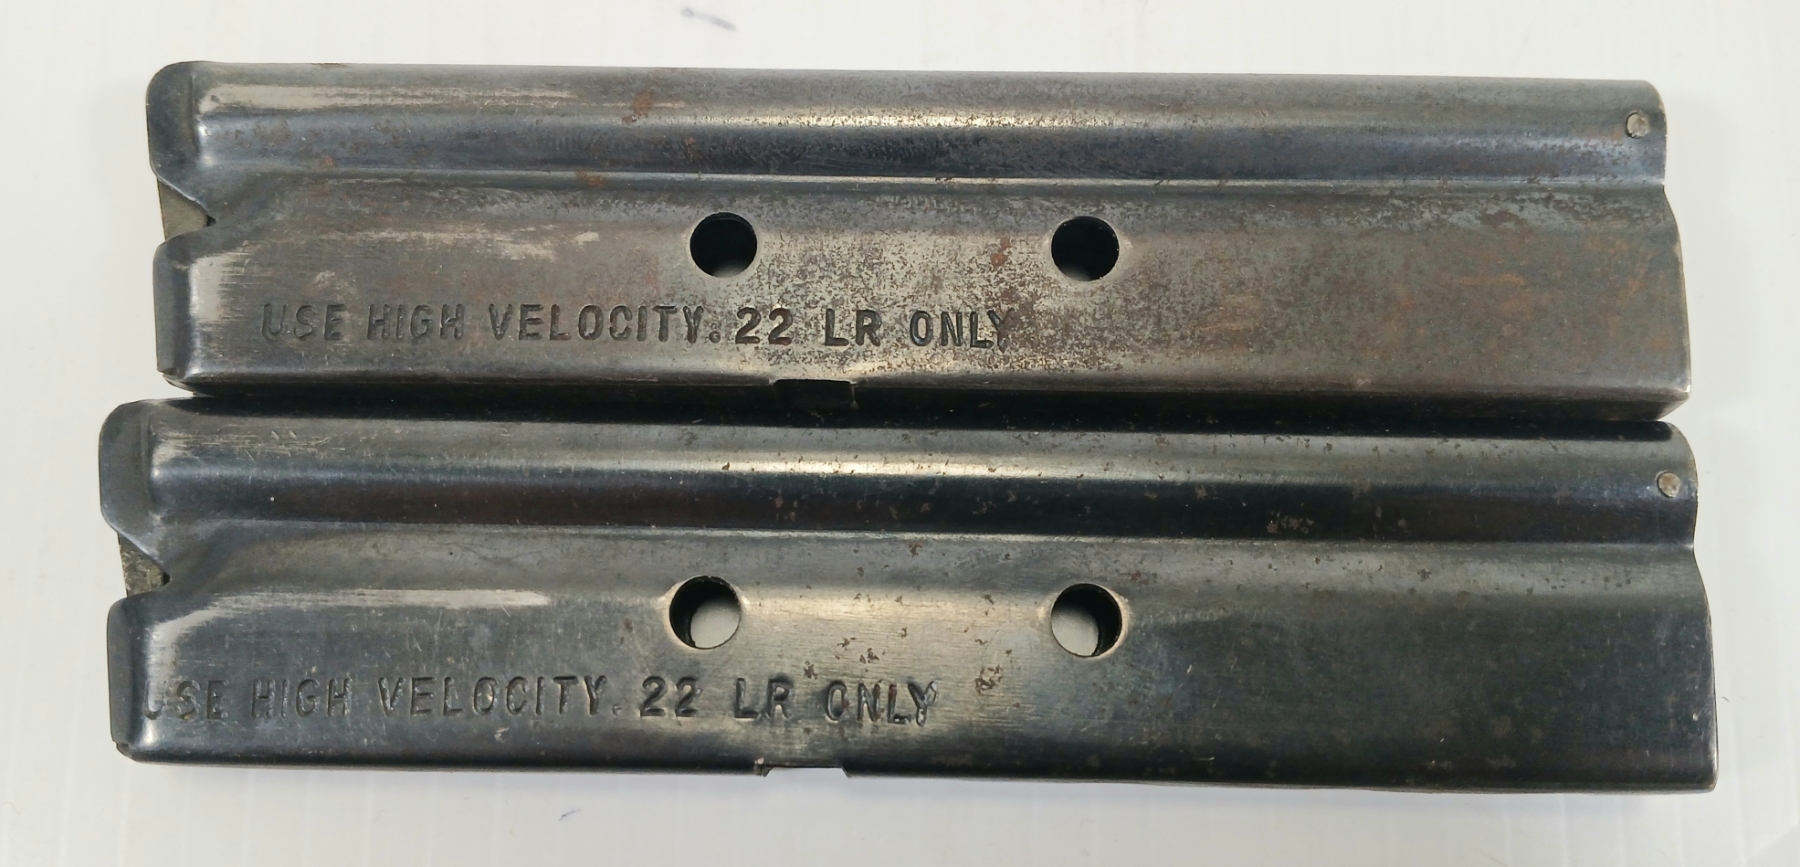 USE HIGH VELOCITY. 22 LR ONLY
USE HIGH VELOCITY. 22 LR ONLY